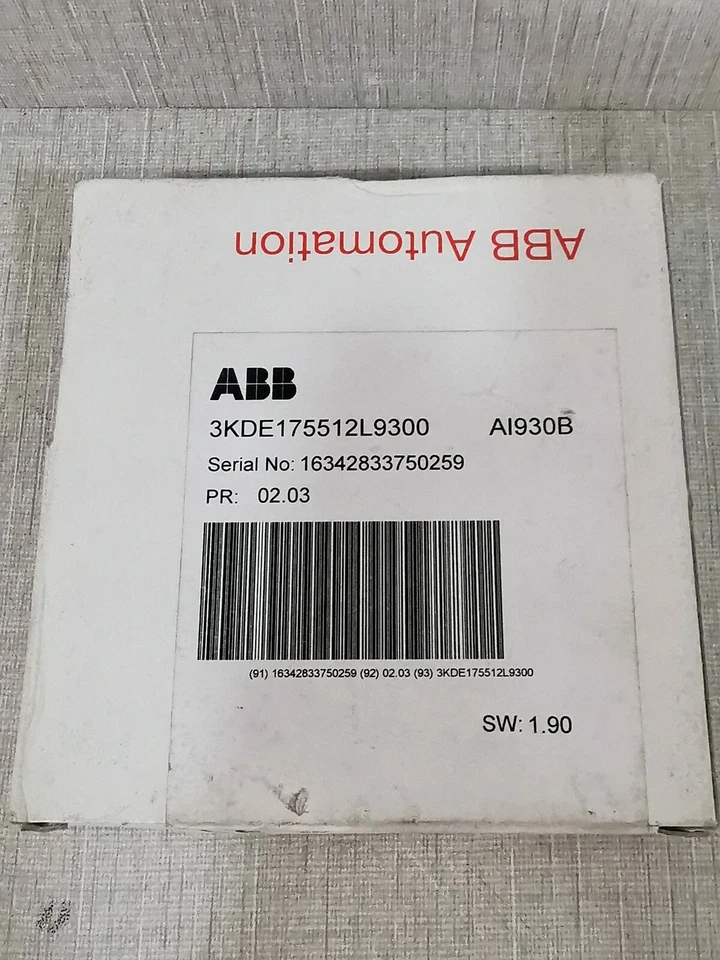 ABB Automation
ABB
3KDE175512L9300 AI930B
Serial No: 16342833750259
PR: 02.03
(91) 16342833750259 (92) 02.03 (93) 3KDE175512L9300
SW: 1.90